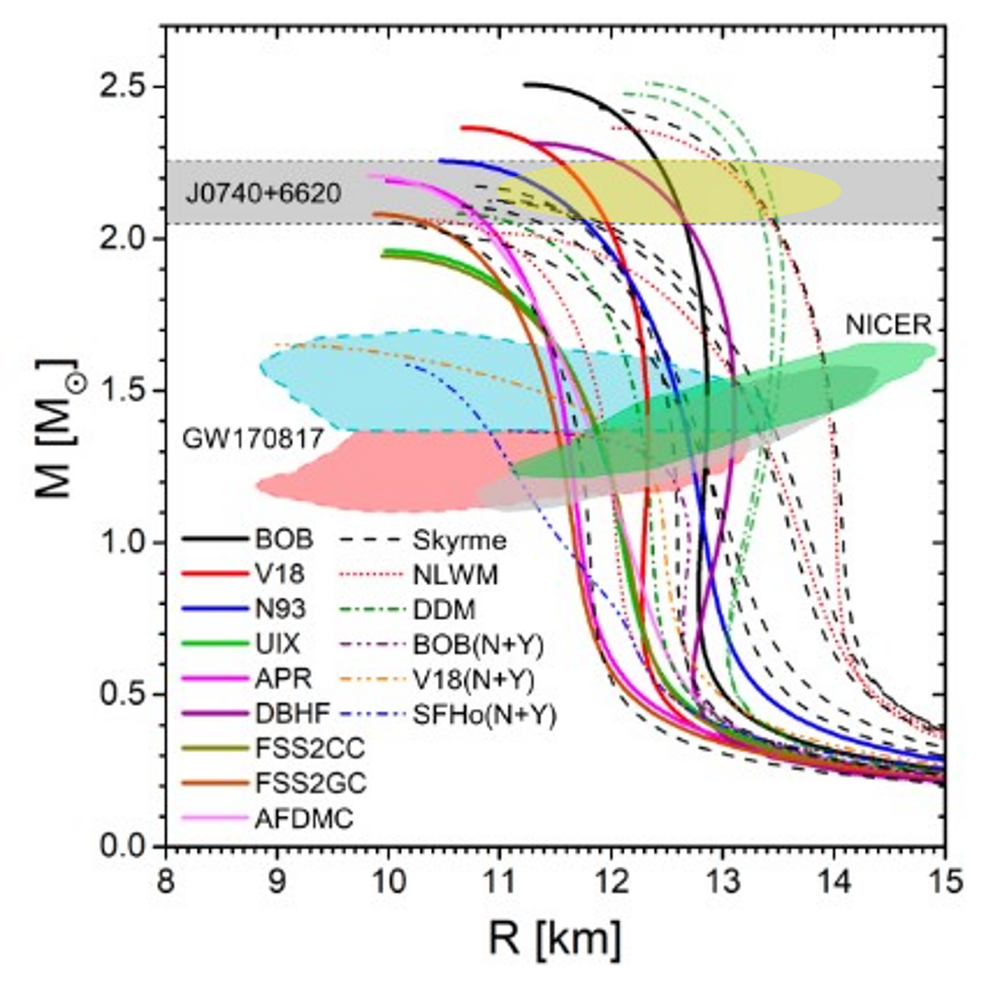 2.5
2.0
1.5
1.0
0.5
0.0
M [M⊙]
J0740+6620
NICER
GW170817
BOB
V18
N93
UIX
APR
DBHF
FSS2CC
FSS2GC
AFDMC
Skyrme
NLWM
DDM
BOB(N+Y)
V18(N+Y)
SFHo(N+Y)
8 9 10 11 12 13 14 15
R [km]